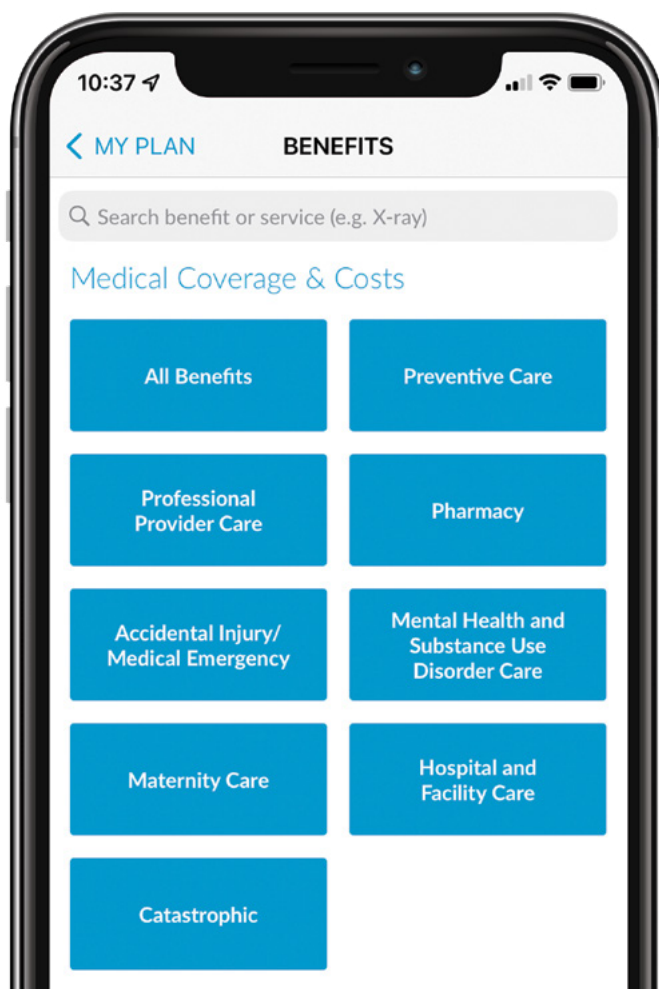 10:37
MY PLAN
BENEFITS
Search benefit or service (e.g. X-ray)
Medical Coverage & Costs
All Benefits
Preventive Care
Professional
Provider Care
Pharmacy
Accidental Injury/
Medical Emergency
Mental Health and
Substance Use
Disorder Care
Maternity Care
Hospital and
Facility Care
Catastrophic